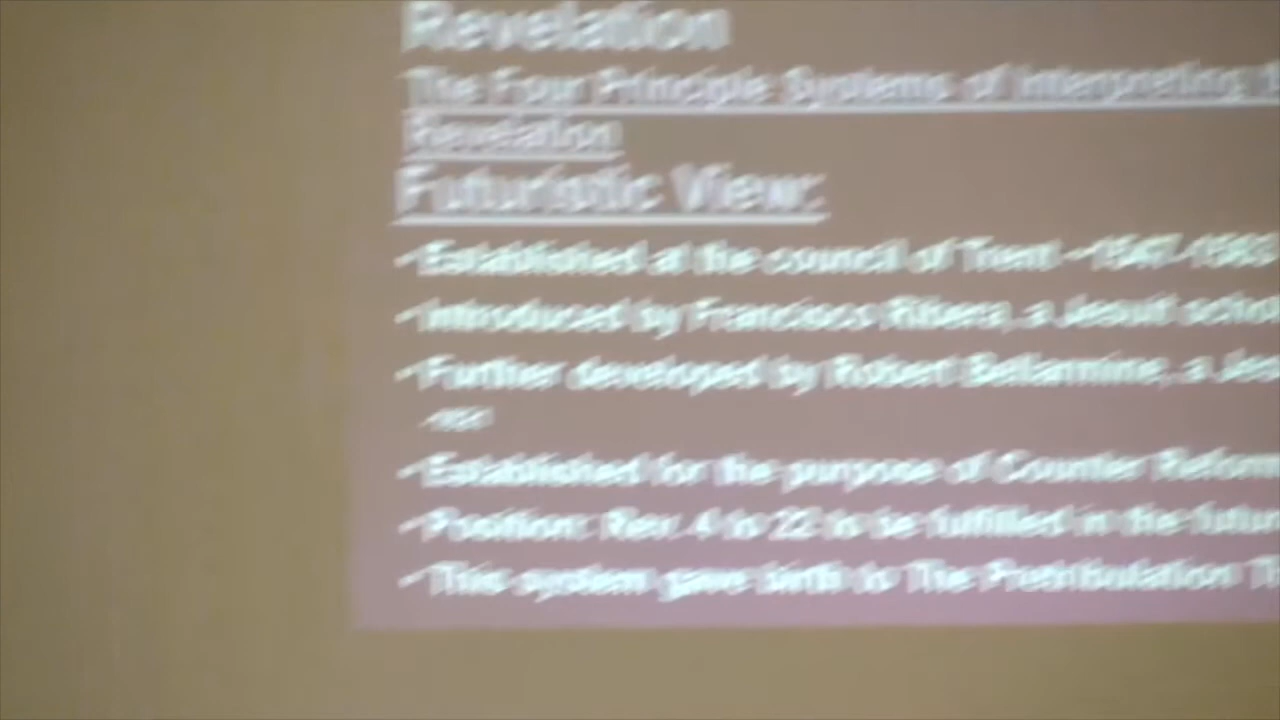 Revelation
The Four Principle Systems of Interpreting
Revelation
Futuristic View:
Established at the council of Trent ~1547-1563
Introduced by Francisco Ribera, a Jesuit
Further developed by Robert Bellarmine, a
Established for the purpose of Counter
Position: Rev. 4 to 22 to be fulfilled in the
This system gave birth to The Pretribulation